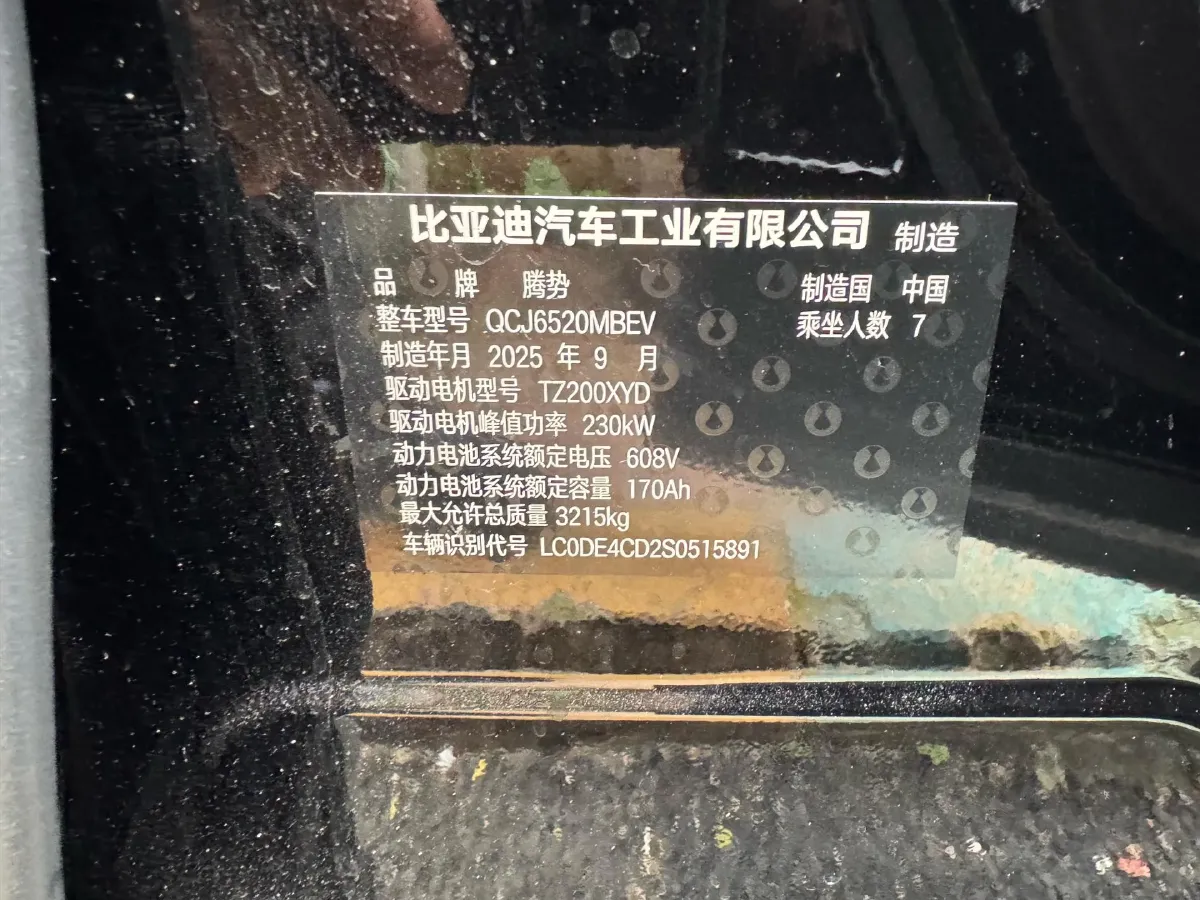 比亚迪汽车工业有限公司 制造
品 牌 腾势 制造国 中国
整车型号 QCJ6520MBEV 乘坐人数 7
制造年月 2025 年 9 月
驱动电机型号 TZ200XYD
驱动电机峰值功率 230kW
动力电池系统额定电压 608V
动力电池系统额定容量 170Ah
最大允许总质量 3215kg
车辆识别代号 LC0DE4CD2S0515891